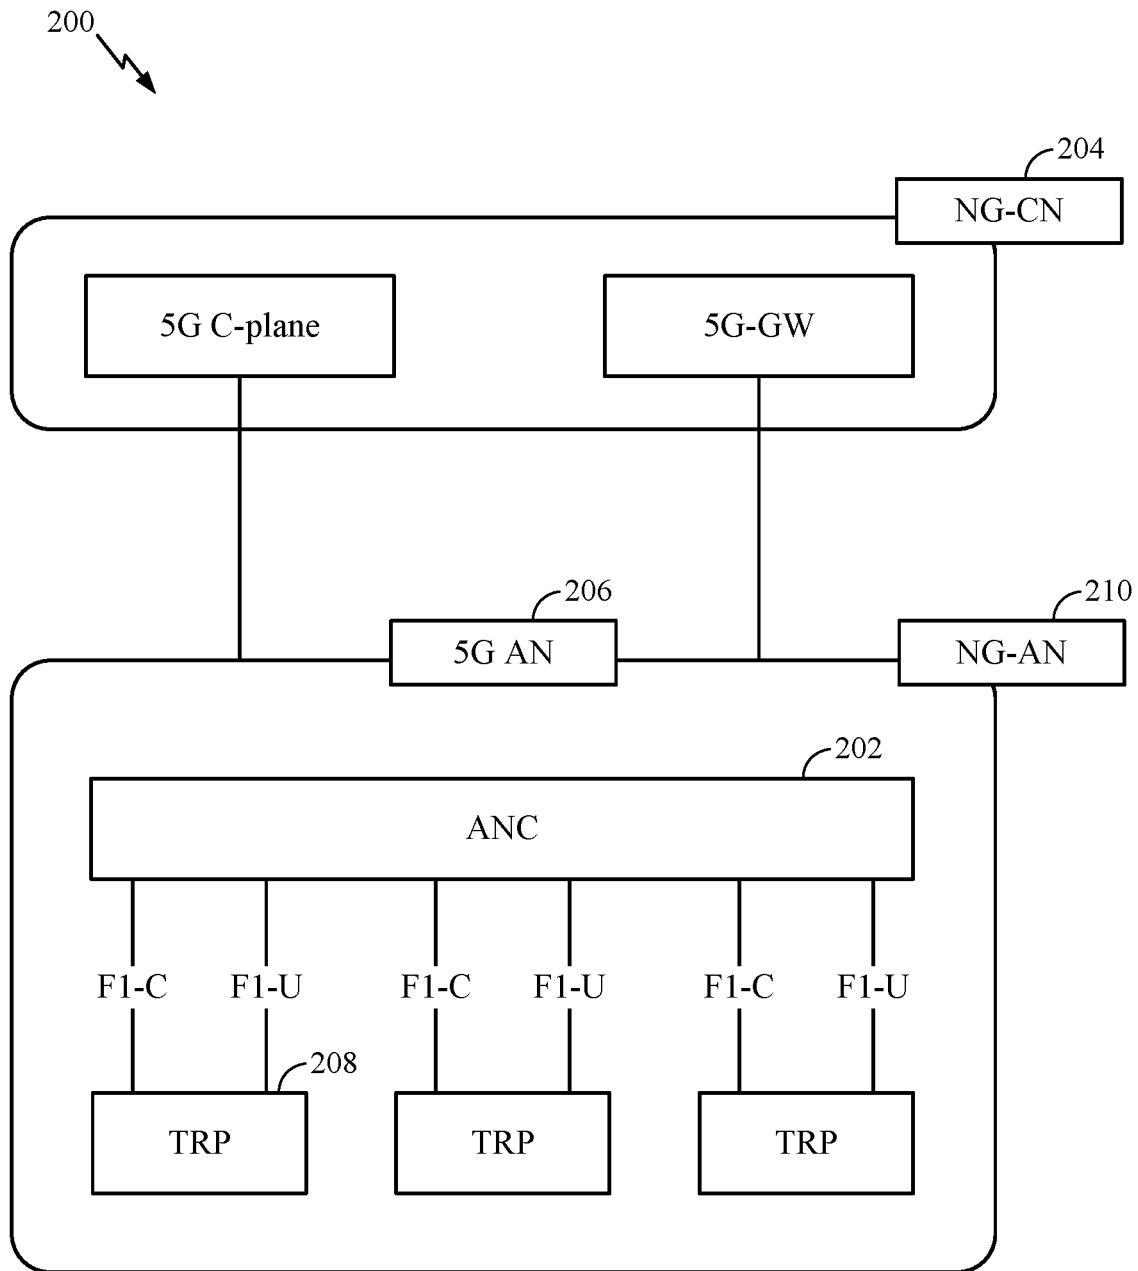 200
204
NG-CN
5G C-plane
5G-GW
206
210
5G AN
NG-AN
202
ANC
F1-C F1-U F1-C F1-U F1-C F1-U
208
TRP TRP TRP